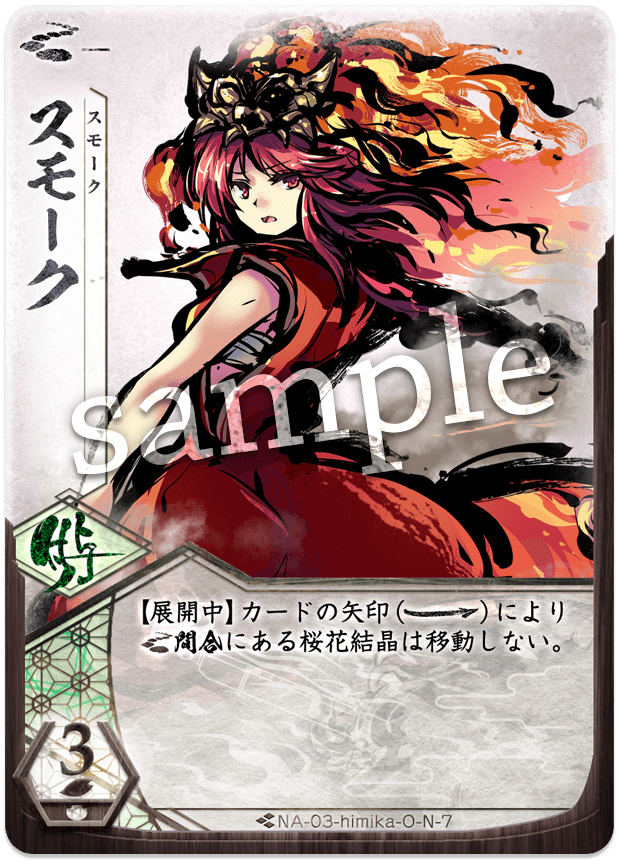 スモーク
スモーク
sample
付与
【展開中】カードの矢印(→)により
間合にある桜花結晶は移動しない。
3
NA-03-himika-O-N-7